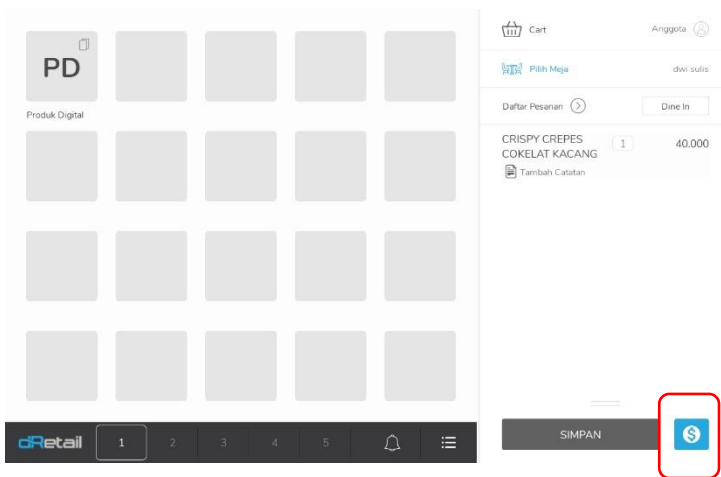 PD
Produk Digital
dRetail
1
2
3
4
5
Cart
Anggota
Pilih Meja
dwi sulis
Daftar Pesanan
Dine In
CRISPY CREPES
COKELAT KACANG
1
40.000
Tambah Catatan
SIMPAN
$